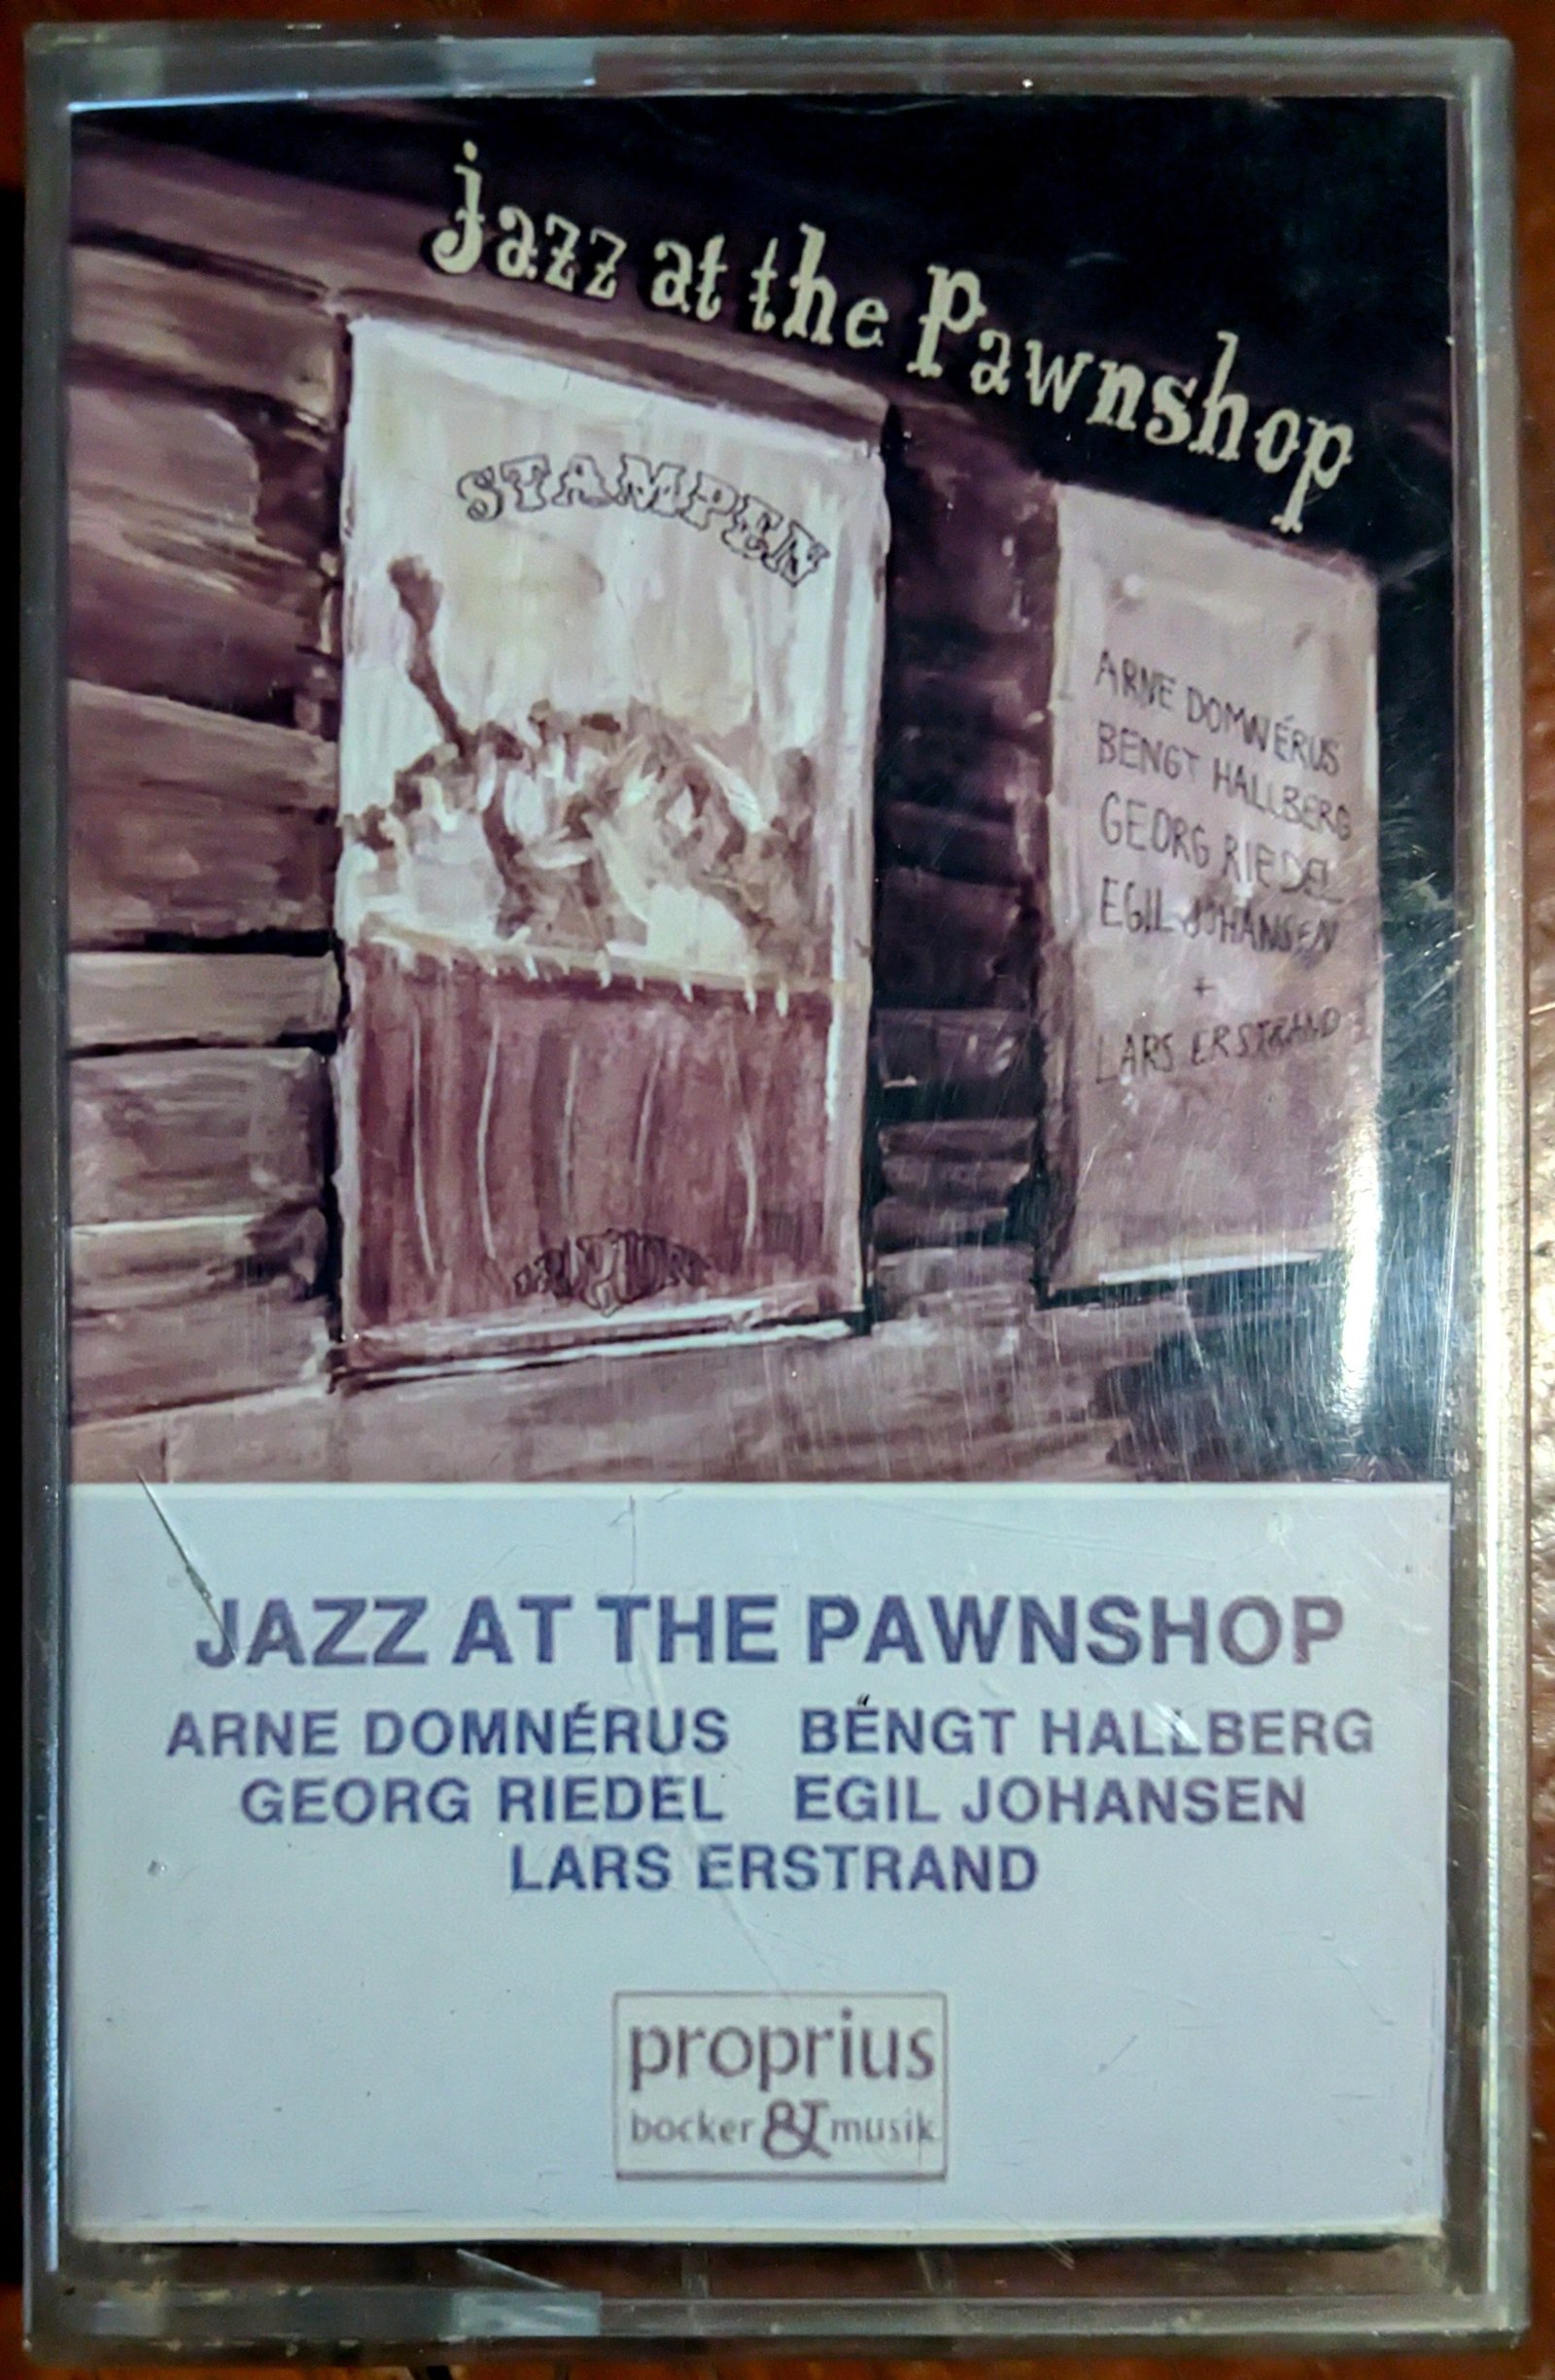 jazz at the Pawnshop
STAMPEN
ARNE DOMNÉRUS
BENGT HALLBERG
GEORG RIEDEL
EGIL JOHANSEN
+
LARS ERSTRAND
JAZZ AT THE PAWNSHOP
ARNE DOMNÉRUS BENGT HALLBERG
GEORG RIEDEL EGIL JOHANSEN
LARS ERSTRAND
proprius
bocker & musik